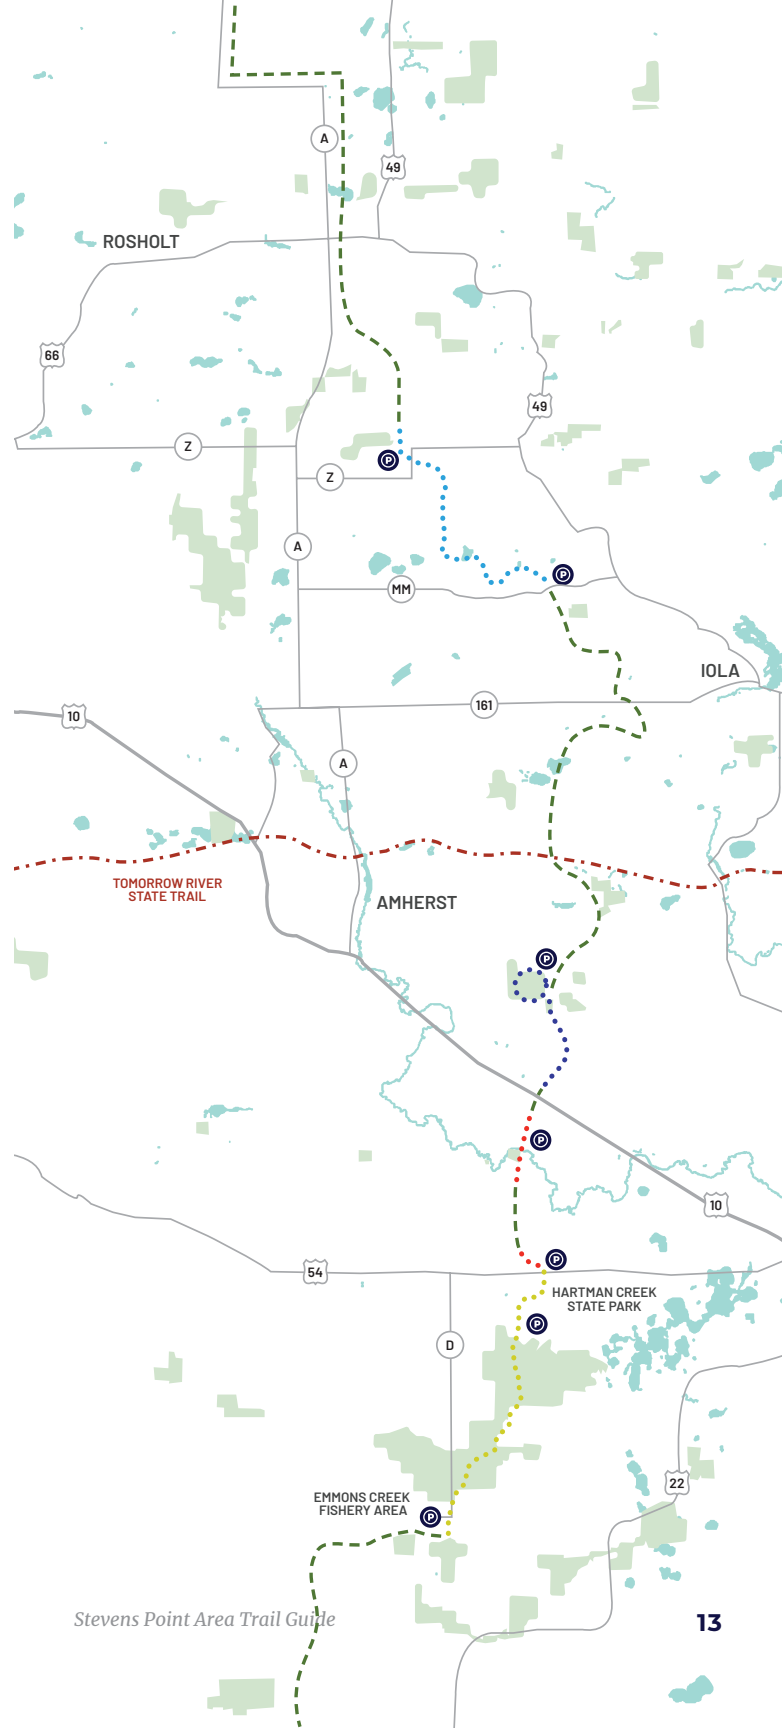 A
49
ROSHOLT
66
49
Z
P
Z
A
P
MM
IOLA
161
10
A
TOMORROW RIVER
STATE TRAIL
AMHERST
P
P
10
P
54
HARTMAN CREEK
STATE PARK
P
D
22
EMMONS CREEK
FISHERY AREA
P
Stevens Point Area Trail Guide
13